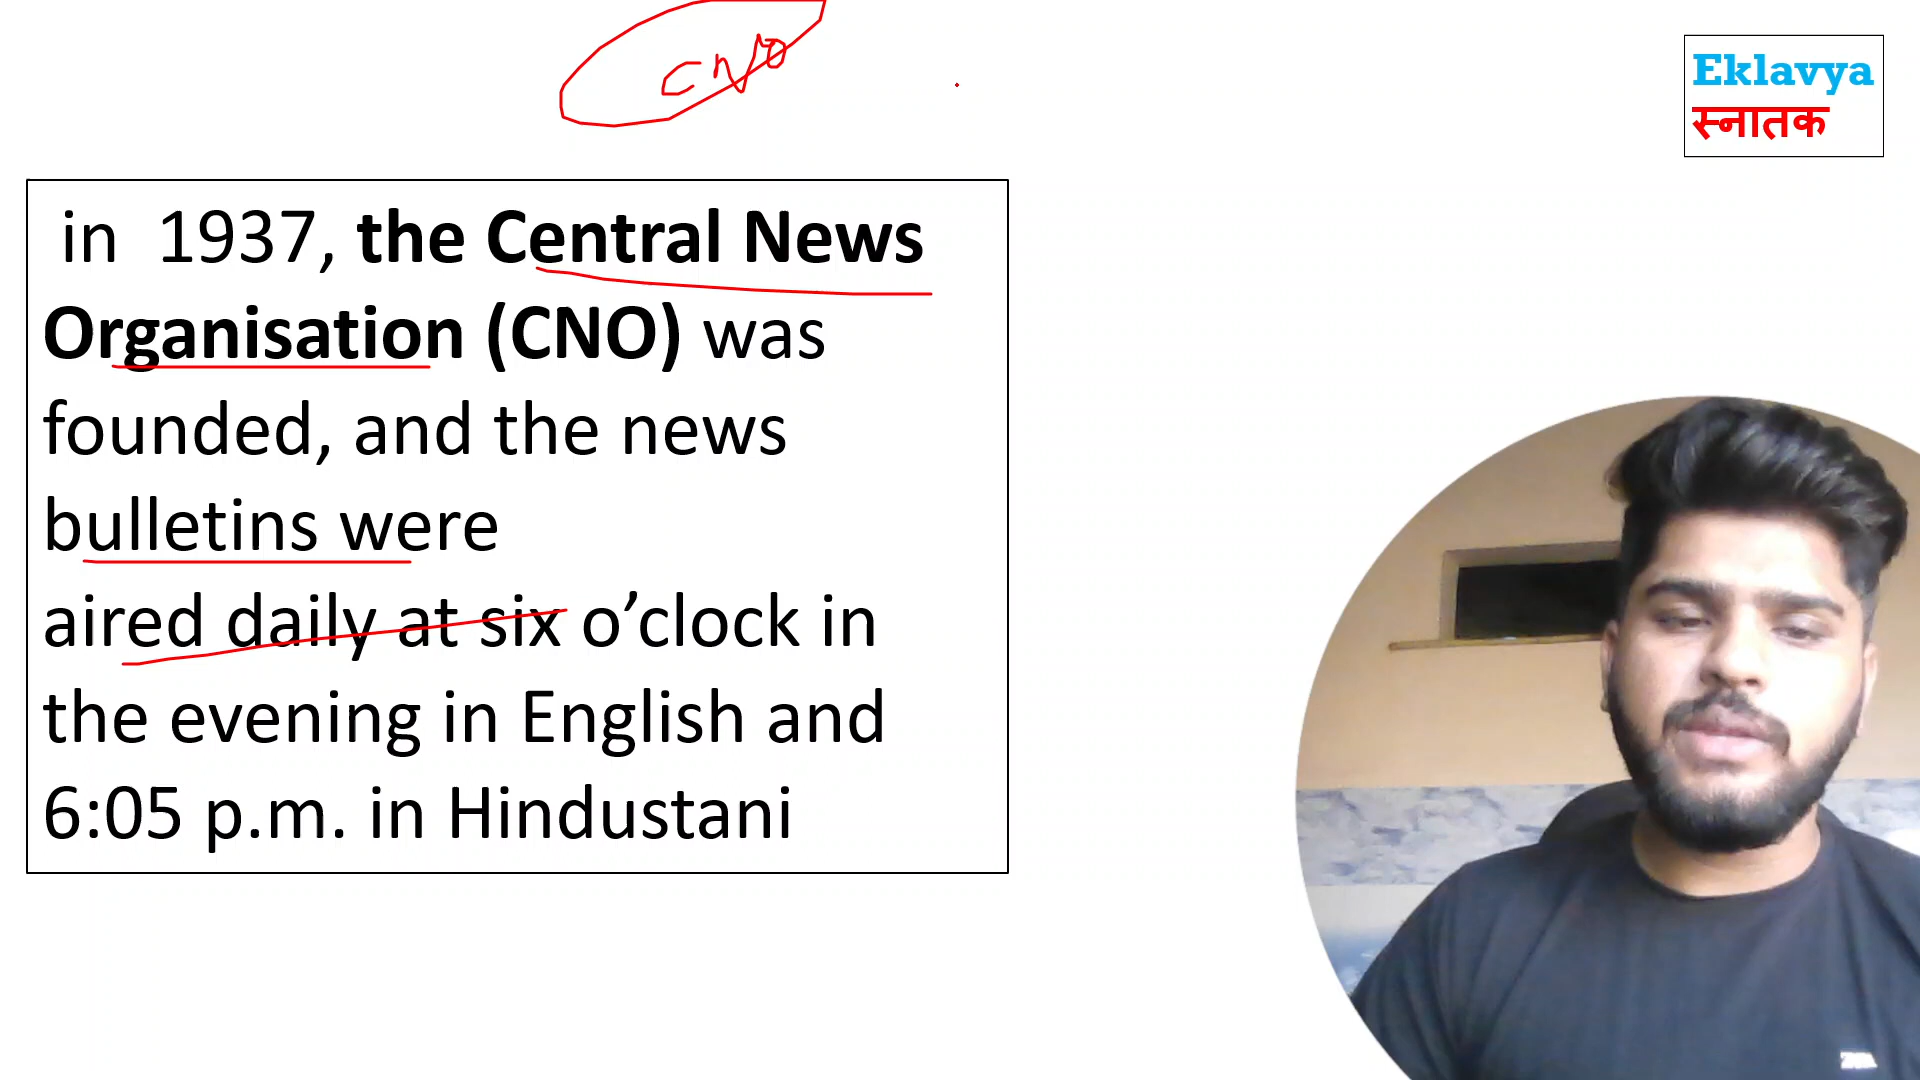 CNO
Eklavya
स्नातक
in 1937, the Central News
Organisation (CNO) was
founded, and the news
bulletins were
aired daily at six o’clock in
the evening in English and
6:05 p.m. in Hindustani